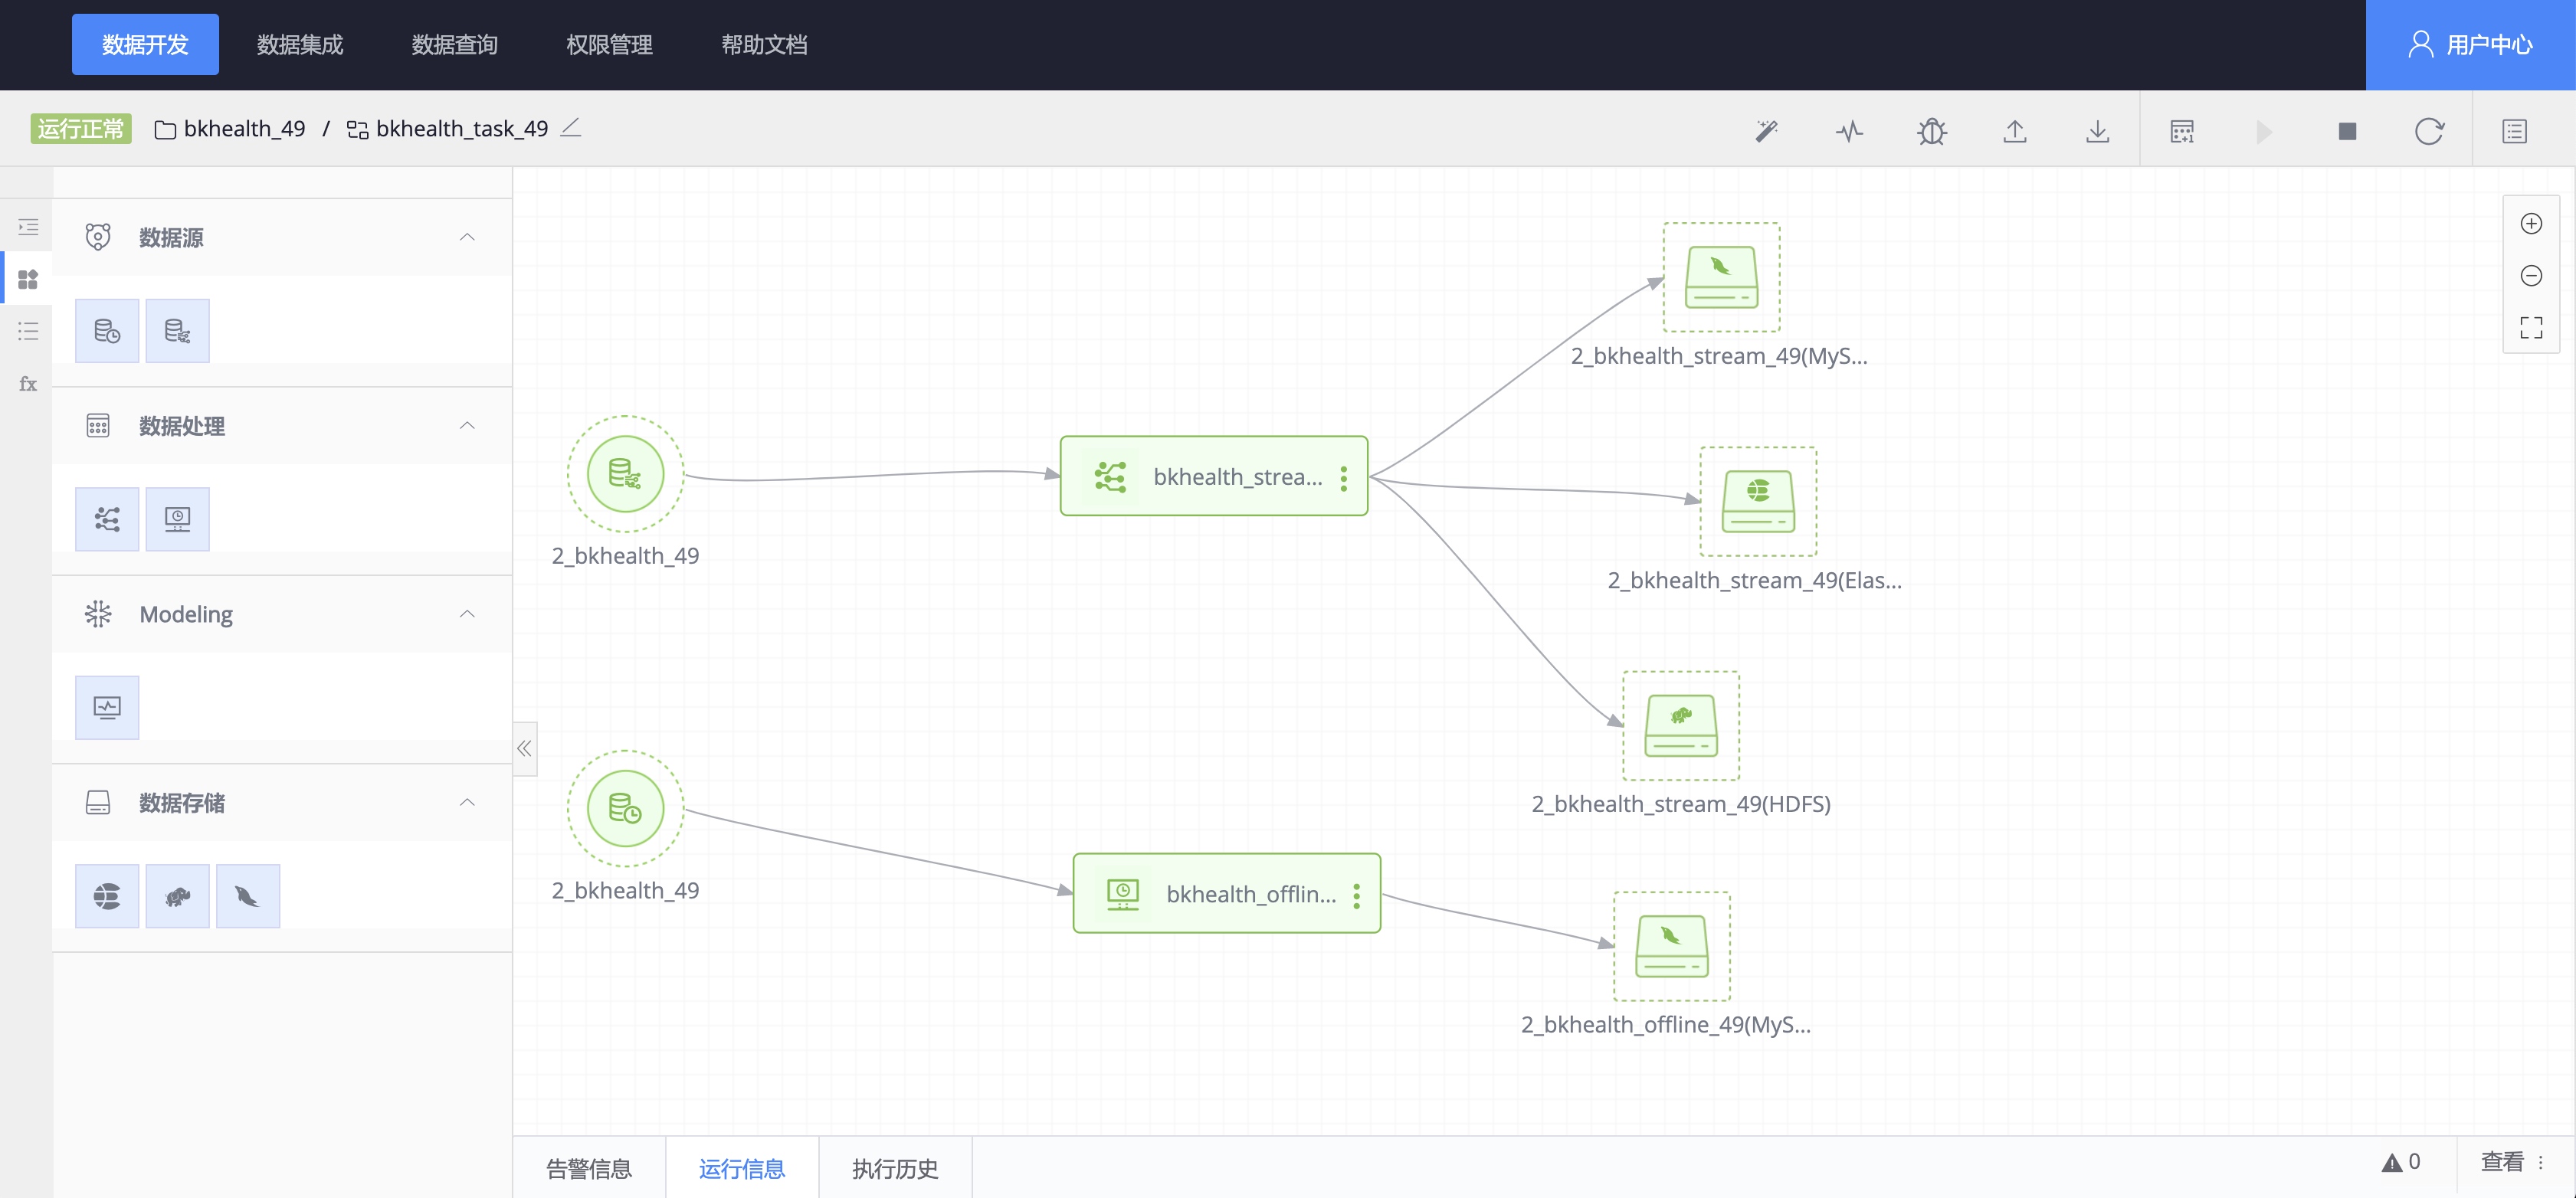 数据开发
数据集成
数据查询
权限管理
帮助文档
用户中心
运行正常
bkhealth_49 / bkhealth_task_49
数据源
fx
数据处理
Modeling
数据存储
2_bkhealth_49
bkhealth_strea...
2_bkhealth_stream_49(MyS...
2_bkhealth_stream_49(Elas...
2_bkhealth_stream_49(HDFS)
2_bkhealth_49
bkhealth_offlin...
2_bkhealth_offline_49(MyS...
告警信息
运行信息
执行历史
0
查看